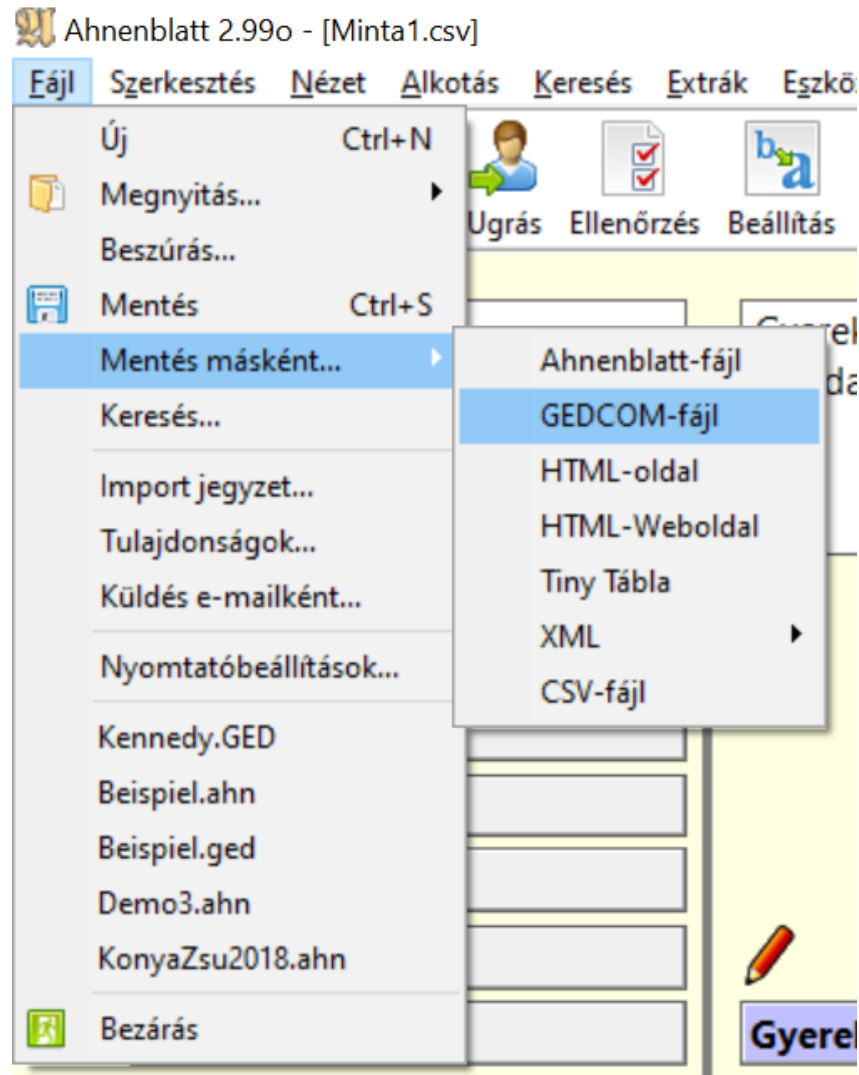 Ahnenblatt 2.99o - [Minta1.csv]
Fájl Szerkesztés Nézet Alkotás Keresés Extrák
Új Ctrl+N
Megnyitás...
Beszúrás...
Mentés Ctrl+S
Mentés másként...
Keresés...
Import jegyzet...
Tulajdonságok...
Küldés e-mailként...
Nyomtatóbeállítások...
Kennedy.GED
Beispiel.ahn
Beispiel.ged
Demo3.ahn
KonyaZsu2018.ahn
Bezárás
Ugrás Ellenőrzés Beállítás
Ahnenblatt-fájl
GEDCOM-fájl
HTML-oldal
HTML-Weboldal
Tiny Tábla
XML
CSV-fájl